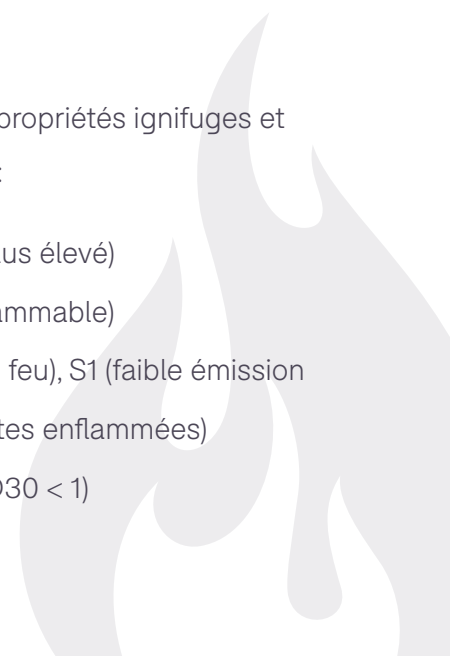 propriétés ignifuges et
:
us élevé)
ammable)
feu), S1 (faible émission
tes enflammées)
030 < 1)